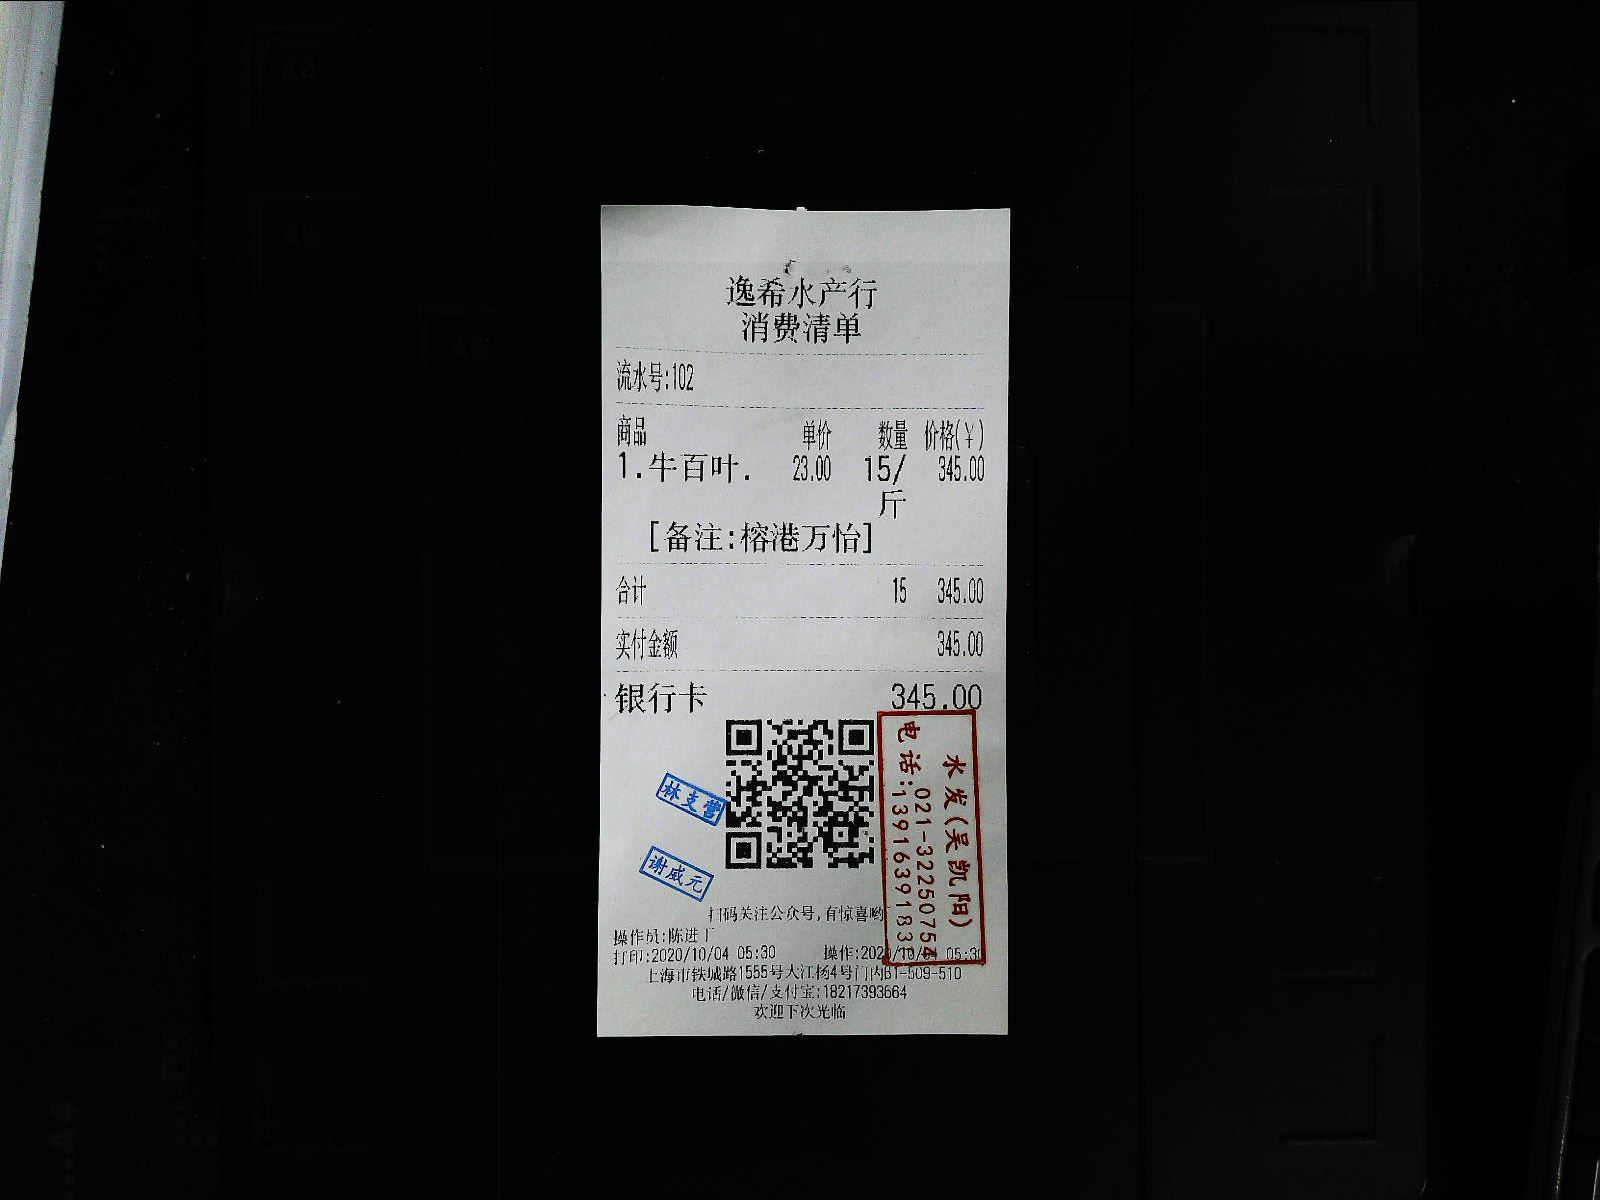 逸希水产行
消费清单
流水号:102
商品 单价 数量 价格(¥)
1.牛百叶. 23.00 15/斤 345.00
[备注:榕港万怡]
合计 15 345.00
实付金额 345.00
银行卡 345.00
水发(吴凯阳)
电话:021-32250754
13916391833
林支营
谢威元
扫码关注公众号,有惊喜哟
操作员:陈进厂
打印:2020/10/04 05:30 操作:2020/10/04 05:30
上海市铁城路1555号大江杨4号门内B1-509-510
电话/微信/支付宝:18217393664
欢迎下次光临